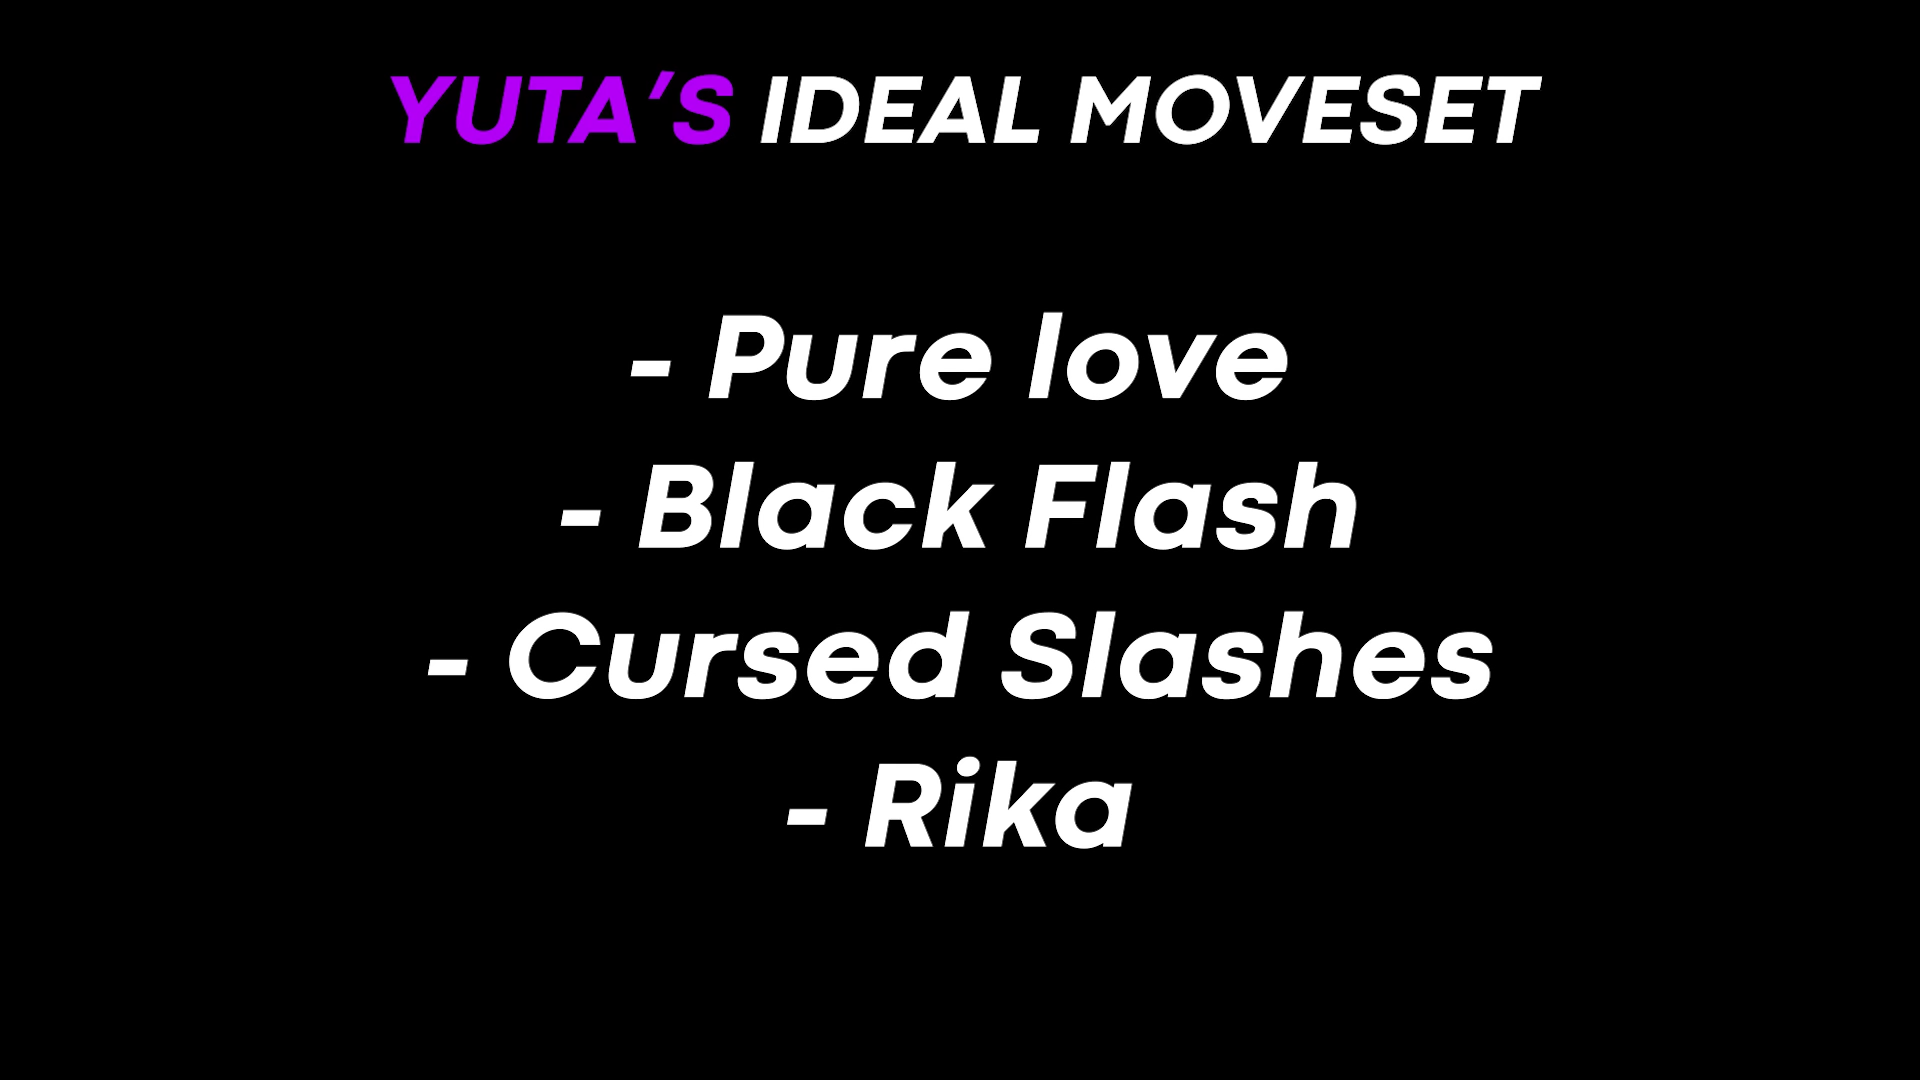 YUTA’S IDEAL MOVESET
- Pure love
- Black Flash
- Cursed Slashes
- Rika